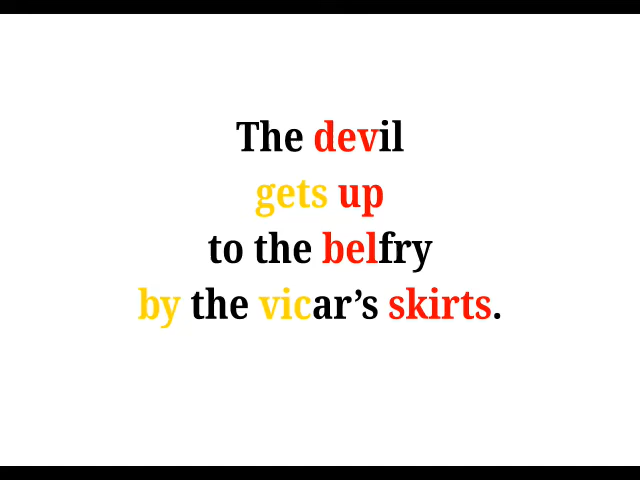 The devil
gets up
to the belfry
by the vicar’s skirts.